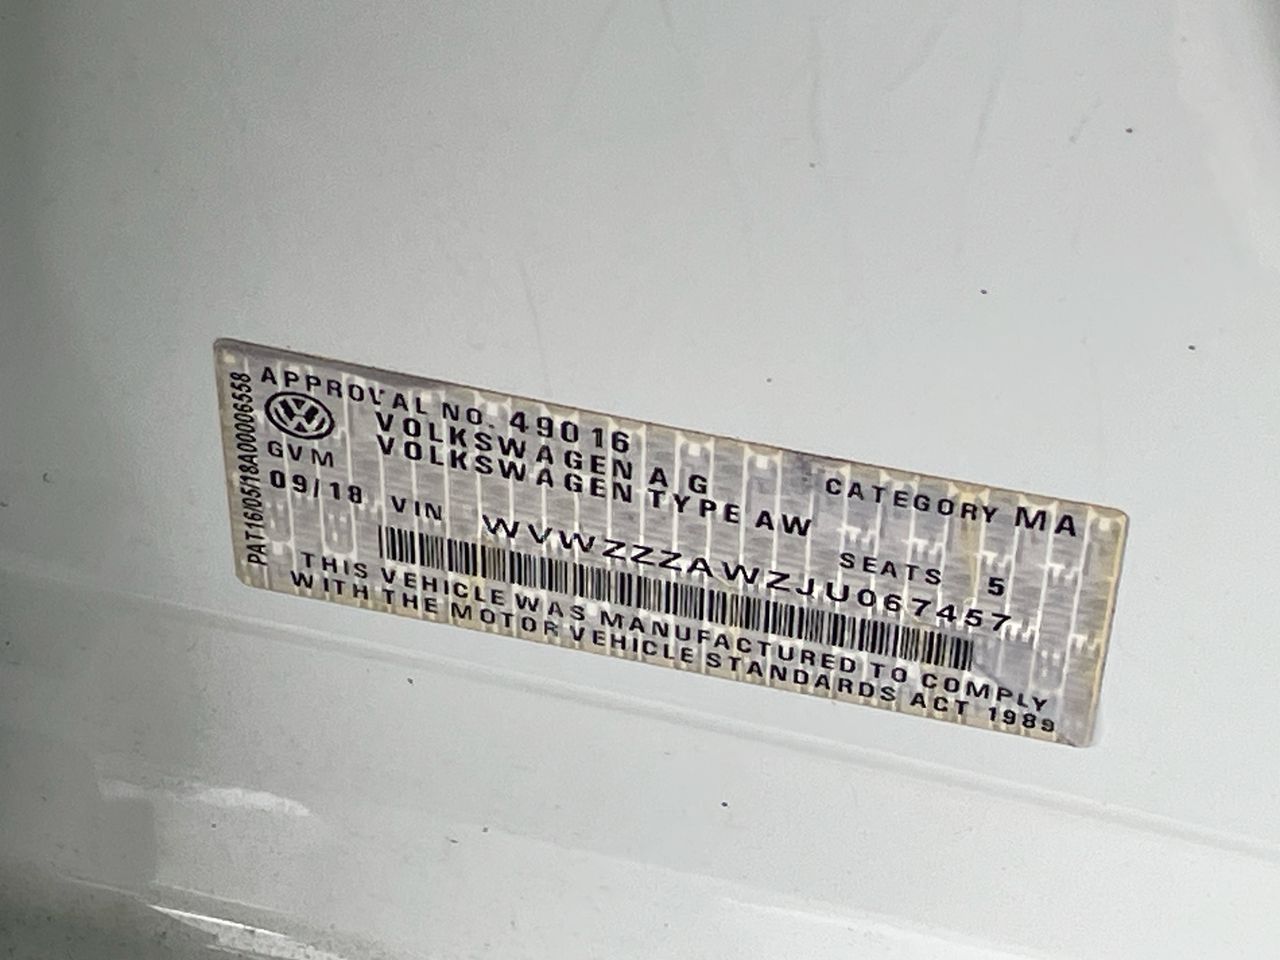 PAT16/05/18A00006558
APPROVAL NO. 49016 CATEGORY MA
VOLKSWAGEN AG
VOLKSWAGEN TYPE AW
GVM SEATS 5
09/18 VIN WVWZZZAWZJU067457
THIS VEHICLE WAS MANUFACTURED TO COMPLY
WITH THE MOTOR VEHICLE STANDARDS ACT 1989